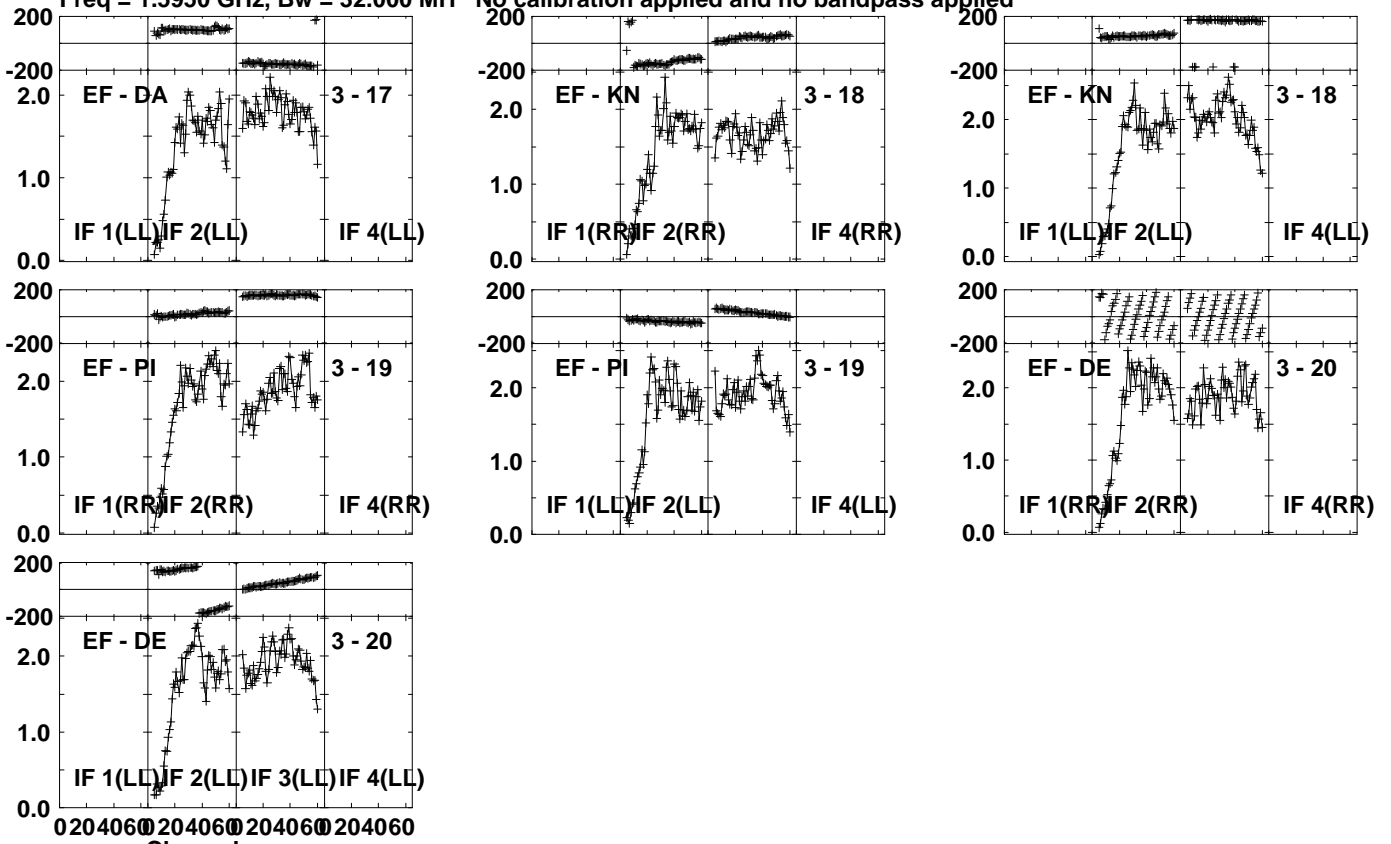 Freq = 1.5950 GHz, Bw = 32.000 MH No calibration applied and no bandpass applied
200
-200
EF - DA
3 - 17
2.0
1.0
0.0
IF 1(LL) IF 2(LL) IF 4(LL)
200
-200
EF - KN
3 - 18
2.0
1.0
0.0
IF 1(RR) IF 2(RR) IF 4(RR)
200
-200
EF - KN
3 - 18
2.0
1.0
0.0
IF 1(LL) IF 2(LL) IF 4(LL)
200
-200
EF - PI
3 - 19
2.0
1.0
0.0
IF 1(RR) IF 2(RR) IF 4(RR)
200
-200
EF - PI
3 - 19
2.0
1.0
0.0
IF 1(LL) IF 2(LL) IF 4(LL)
200
-200
EF - DE
3 - 20
2.0
1.0
0.0
IF 1(RR) IF 2(RR) IF 4(RR)
200
-200
EF - DE
3 - 20
2.0
1.0
0.0
IF 1(LL) IF 2(LL) IF 3(LL) IF 4(LL)
0 20 40 60 0 20 40 60 0 20 40 60 0 20 40 60